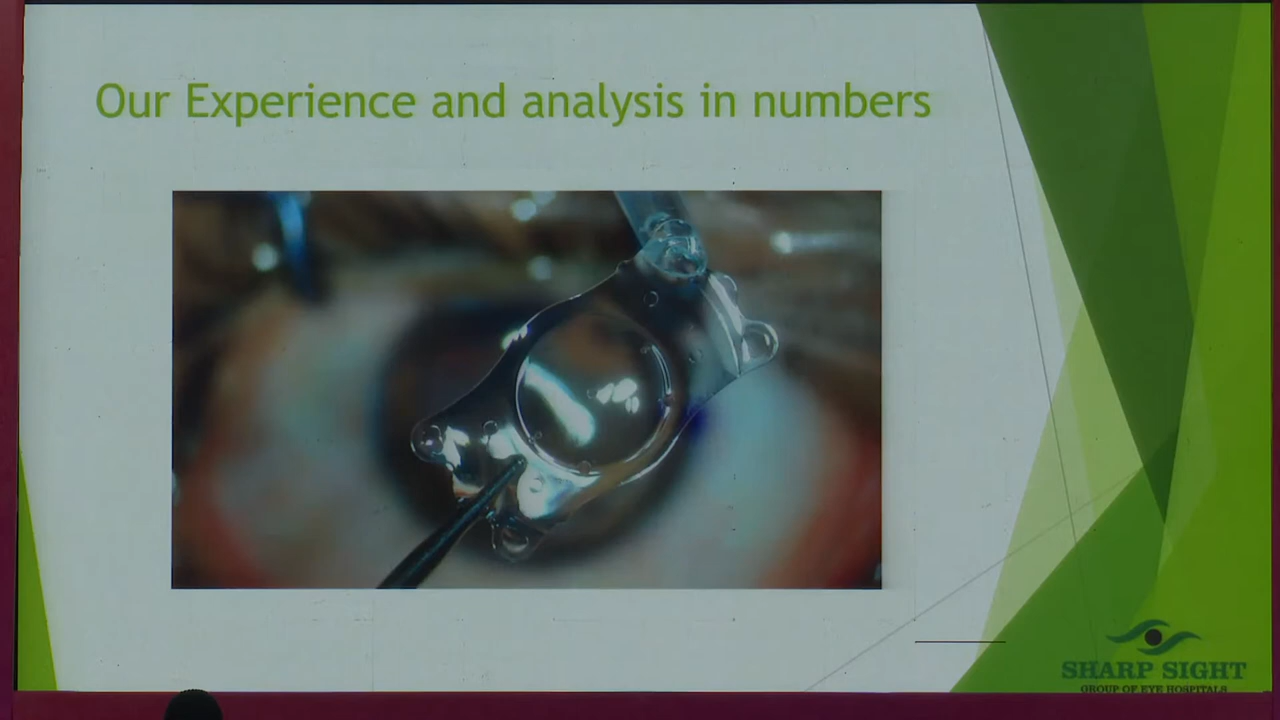 Our Experience and analysis in numbers
SHARP SIGHT
GROUP OF EYE HOSPITALS